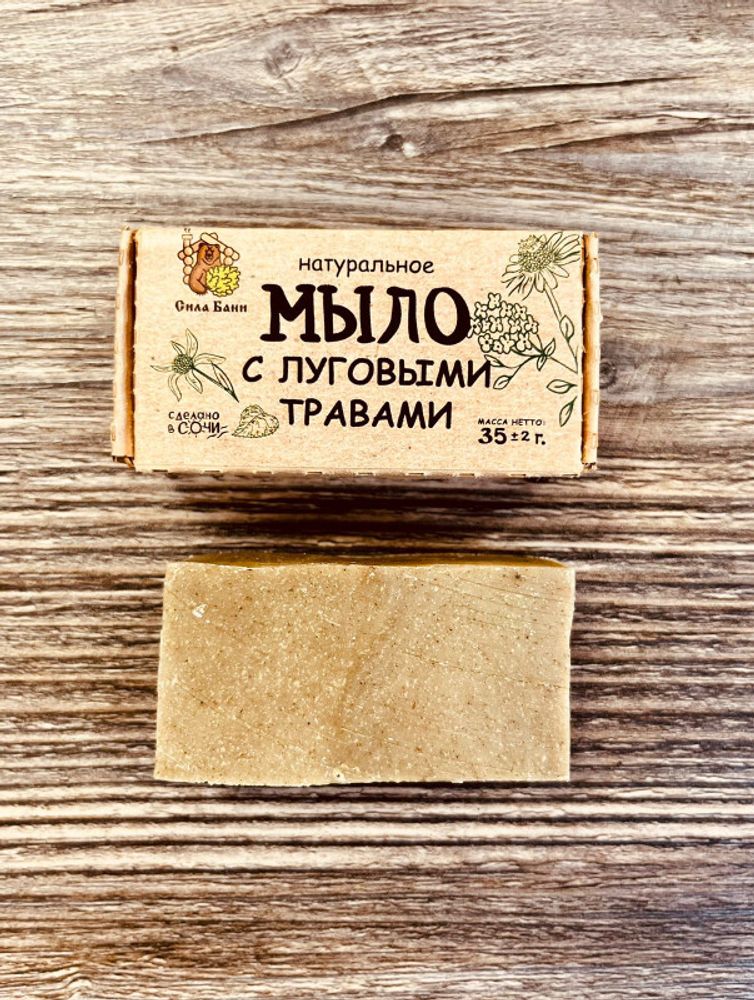 Сила Бани
натуральное
МЫЛО
С ЛУГОВЫМИ
ТРАВАМИ
сделано
в СОЧИ
МАССА НЕТТО:
35±2 г.